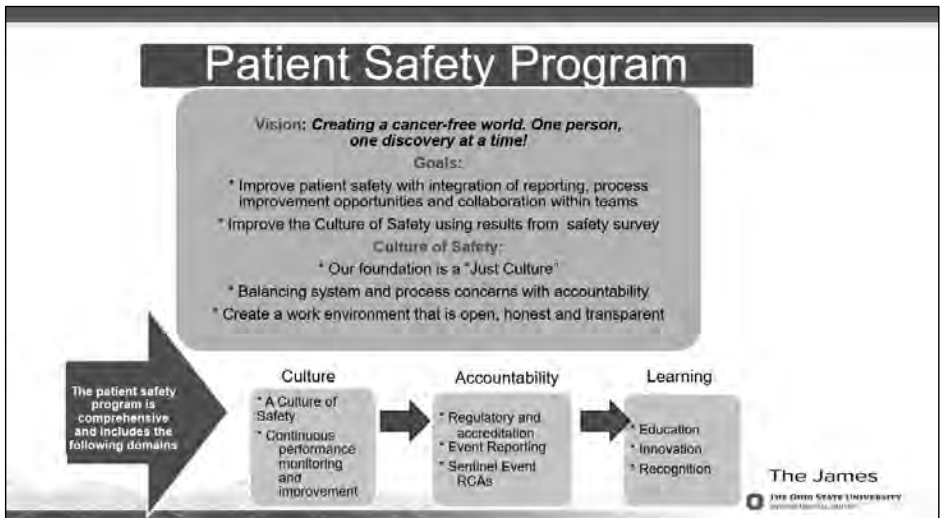 Patient Safety Program
Vision: Creating a cancer-free world. One person,
one discovery at a time!
Goals:
* Improve patient safety with integration of reporting, process
improvement opportunities and collaboration within teams
* Improve the Culture of Safety using results from safety survey
Culture of Safety:
* Our foundation is a "Just Culture"
* Balancing system and process concerns with accountability
* Create a work environment that is open, honest and transparent
The patient safety
program is
comprehensive
and includes the
following domains
Culture
* A Culture of
Safety
* Continuous
performance
monitoring
and
improvement
Accountability
* Regulatory and
accreditation
* Event Reporting
* Sentinel Event
RCAs
Learning
* Education
* Innovation
* Recognition
The James
THE OHIO STATE UNIVERSITY